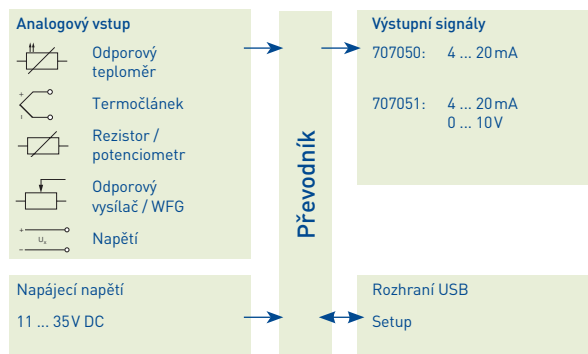 Analogový vstup
Odporový
teploměr
+
-
Termočlánek
Rezistor /
potenciometr
Odporový
vysílač / WFG
+
uₓ
−
Napětí
Napájecí napětí
11 ... 35 V DC
Převodník
Výstupní signály
707050: 4 ... 20 mA
707051: 4 ... 20 mA
0 ... 10 V
Rozhraní USB
Setup